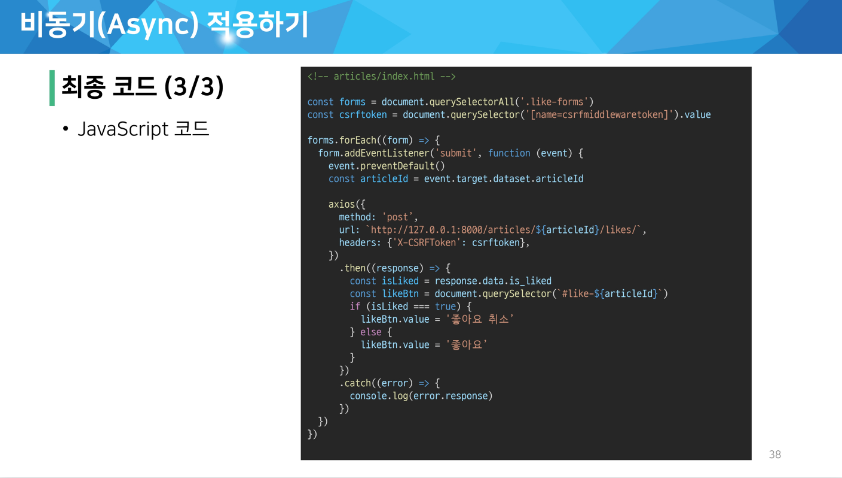 비동기(Async) 적용하기
최종 코드 (3/3)
• JavaScript 코드
<!-- articles/index.html -->
const forms = document.querySelectorAll('.like-forms')
const csrftoken = document.querySelector('[name=csrfmiddlewaretoken]').value
forms.forEach((form) => {
form.addEventListener('submit', function (event) {
event.preventDefault()
const articleId = event.target.dataset.articleId
axios({
method: 'post',
url: `http://127.0.0.1:8000/articles/${articleId}/likes/`,
headers: {'X-CSRFToken': csrftoken},
})
.then((response) => {
const isLiked = response.data.is_liked
const likeBtn = document.querySelector(`#like-${articleId}`)
if (isLiked === true) {
likeBtn.value = '좋아요 취소'
} else {
likeBtn.value = '좋아요'
}
})
.catch((error) => {
console.log(error.response)
})
})
})
38